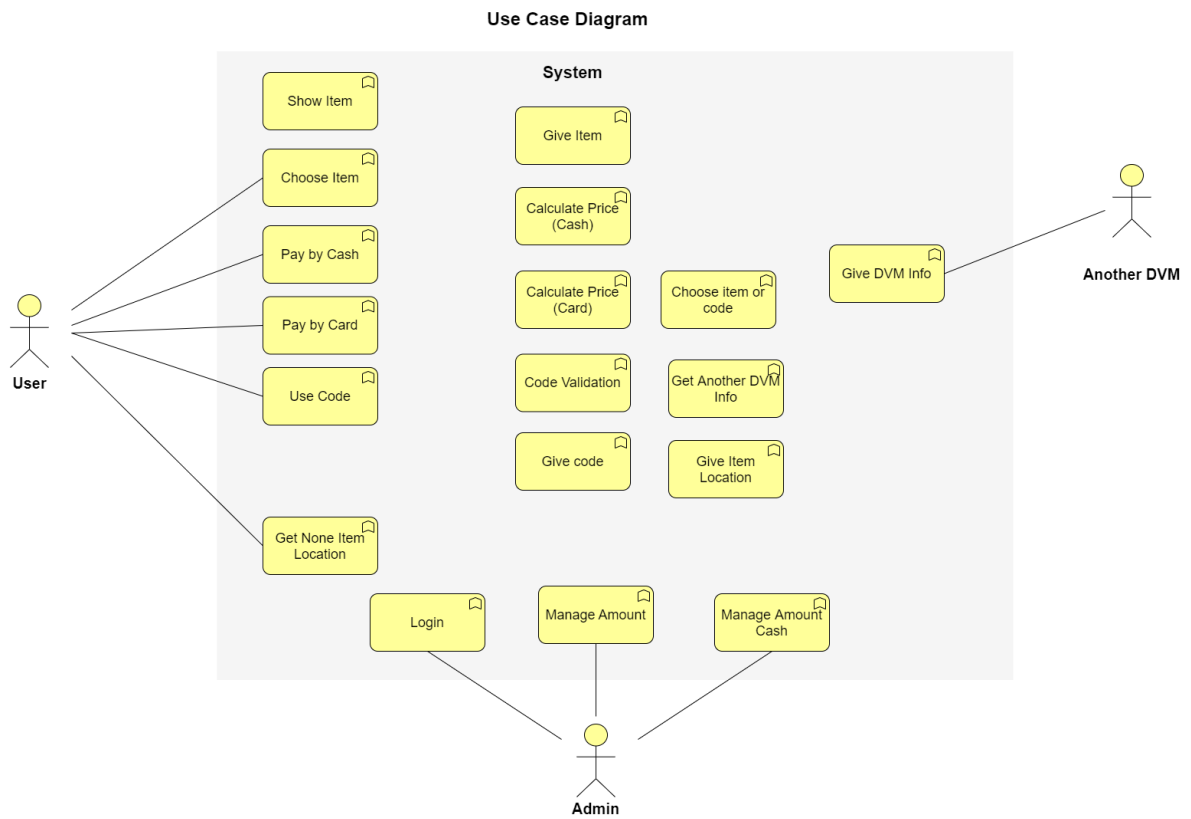 Use Case Diagram
System
Show Item
Give Item
Choose Item
Calculate Price
(Cash)
Pay by Cash
Give DVM Info
Another DVM
Calculate Price
(Card)
Choose item or
code
Pay by Card
User
Use Code
Code Validation
Get Another DVM
Info
Give code
Give Item
Location
Get None Item
Location
Login
Manage Amount
Manage Amount
Cash
Admin